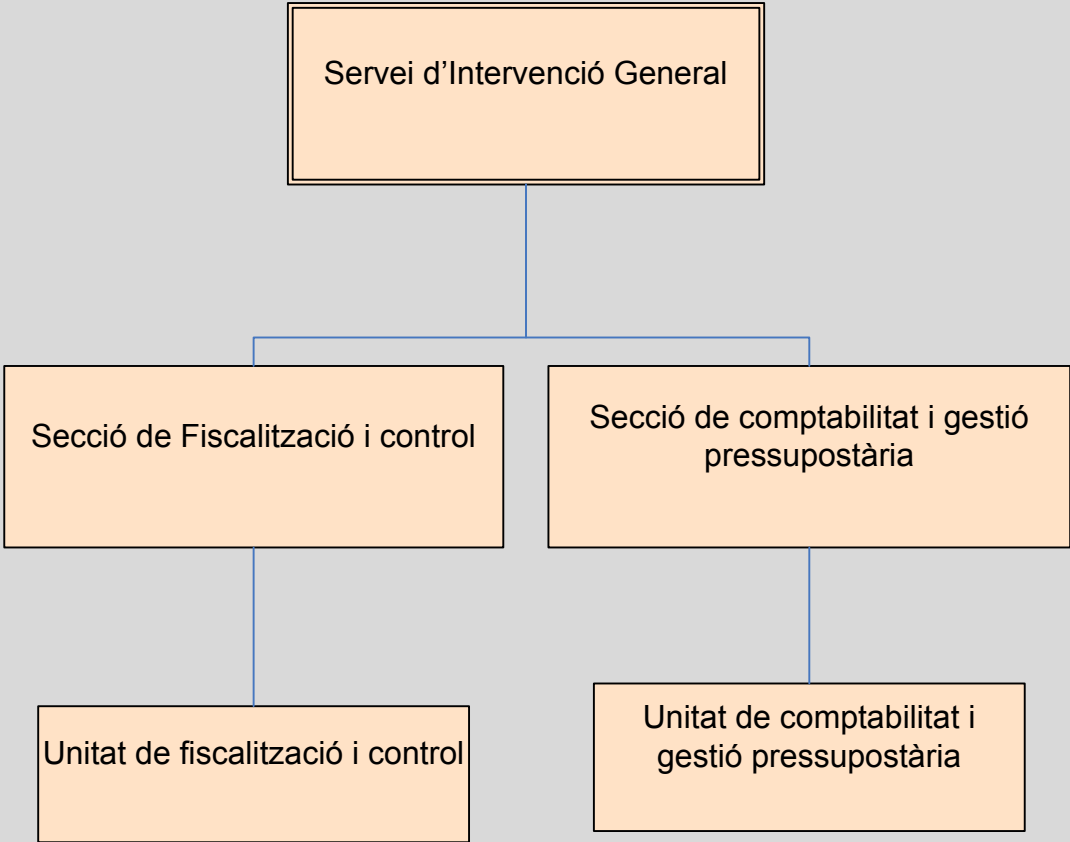 Servei d’Intervenció General
Secció de Fiscalització i control
Secció de comptabilitat i gestió
pressupostària
Unitat de fiscalització i control
Unitat de comptabilitat i
gestió pressupostària